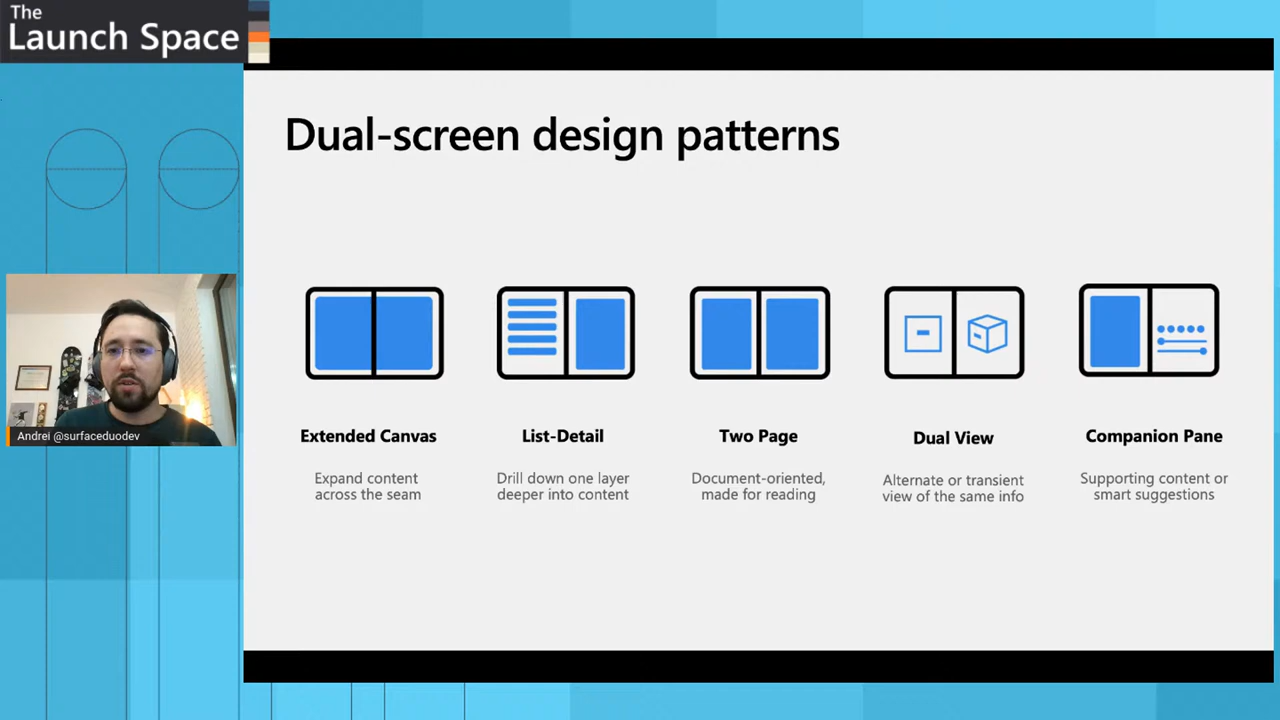 The
Launch Space
Dual-screen design patterns
Extended Canvas
Expand content
across the seam
List-Detail
Drill down one layer
deeper into content
Two Page
Document-oriented,
made for reading
Dual View
Alternate or transient
view of the same info
Companion Pane
Supporting content or
smart suggestions
Andrei @surfaceduodev